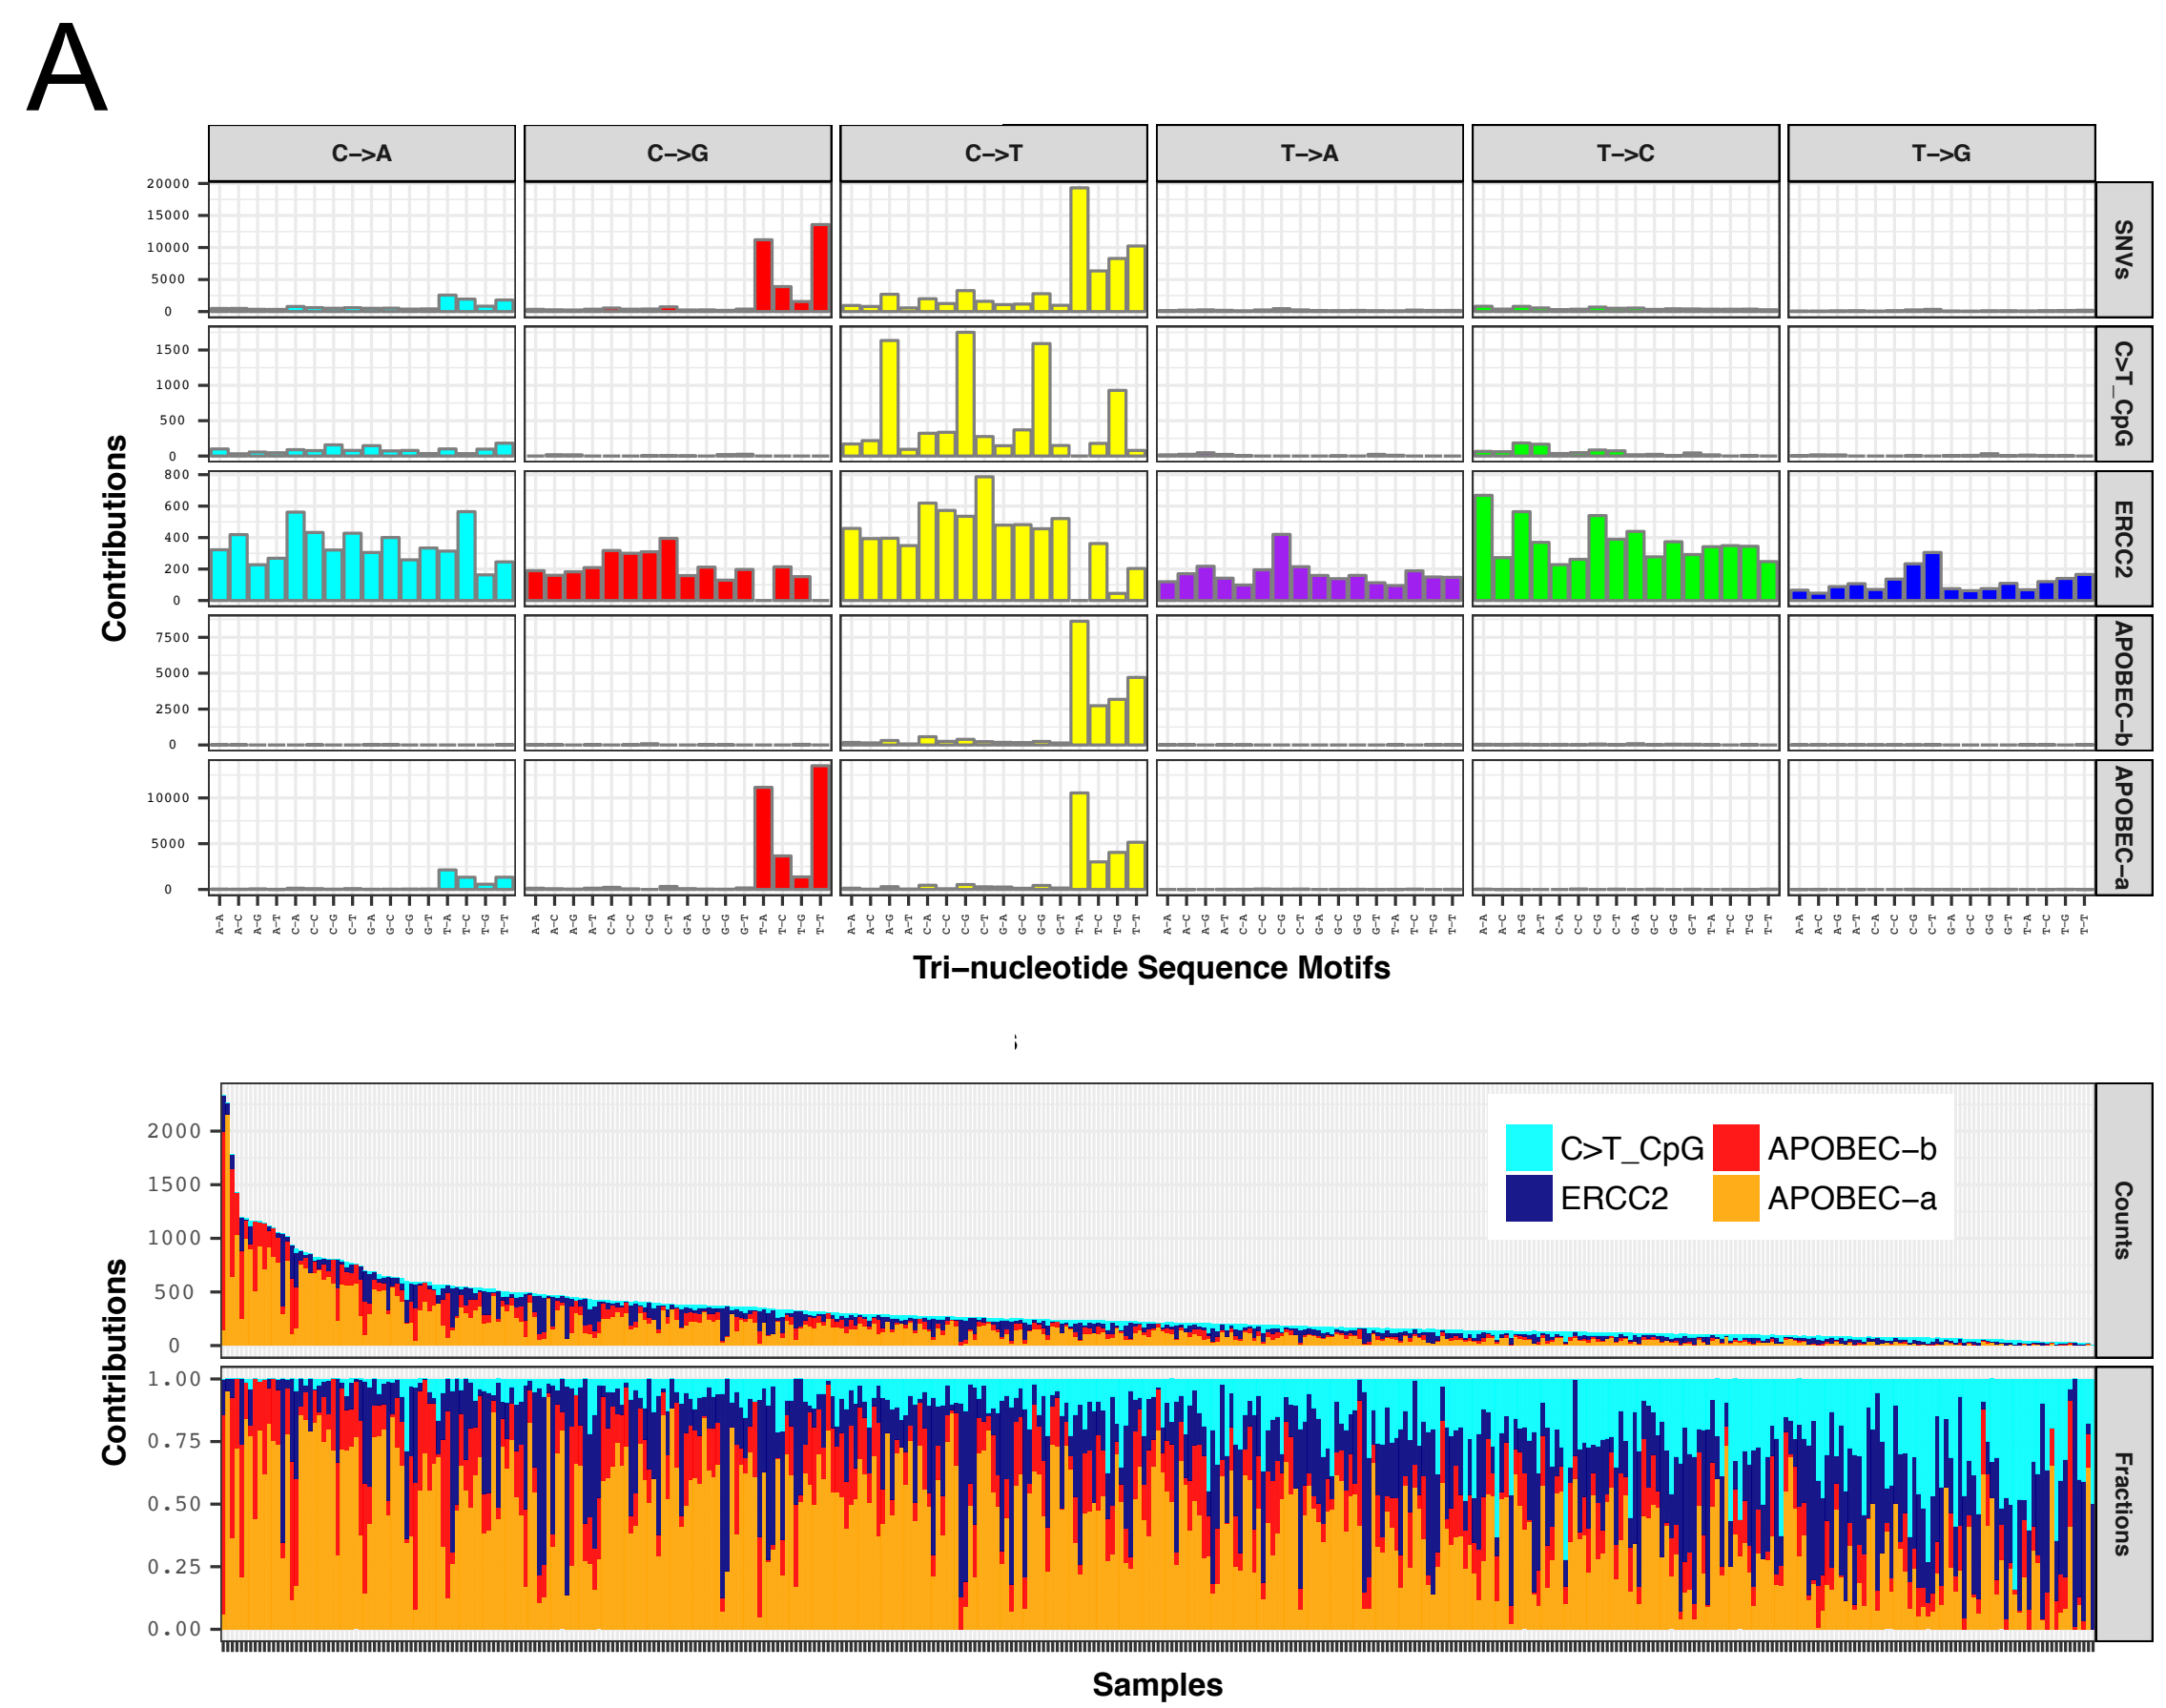 A
C−>A C−>G C−>T T−>A T−>C T−>G
20000
15000
10000
5000
0
SNVs
1500
1000
500
0
C>T_CpG
800
600
400
200
0
ERCC2
7500
5000
2500
0
APOBEC−b
10000
5000
0
APOBEC−a
Contributions
A−A A−C A−G A−T C−A C−C C−G C−T G−A G−C G−G G−T T−A T−C T−G T−T A−A A−C A−G A−T C−A C−C C−G C−T G−A G−C G−G G−T T−A T−C T−G T−T A−A A−C A−G A−T C−A C−C C−G C−T G−A G−C G−G G−T T−A T−C T−G T−T A−A A−C A−G A−T C−A C−C C−G C−T G−A G−C G−G G−T T−A T−C T−G T−T A−A A−C A−G A−T C−A C−C C−G C−T G−A G−C G−G G−T T−A T−C T−G T−T A−A A−C A−G A−T C−A C−C C−G C−T G−A G−C G−G G−T T−A T−C T−G T−T
Tri−nucleotide Sequence Motifs
2000
1500
1000
500
0
C>T_CpG APOBEC−b
ERCC2 APOBEC−a
Counts
1.00
0.75
0.50
0.25
0.00
Fractions
Contributions
Samples